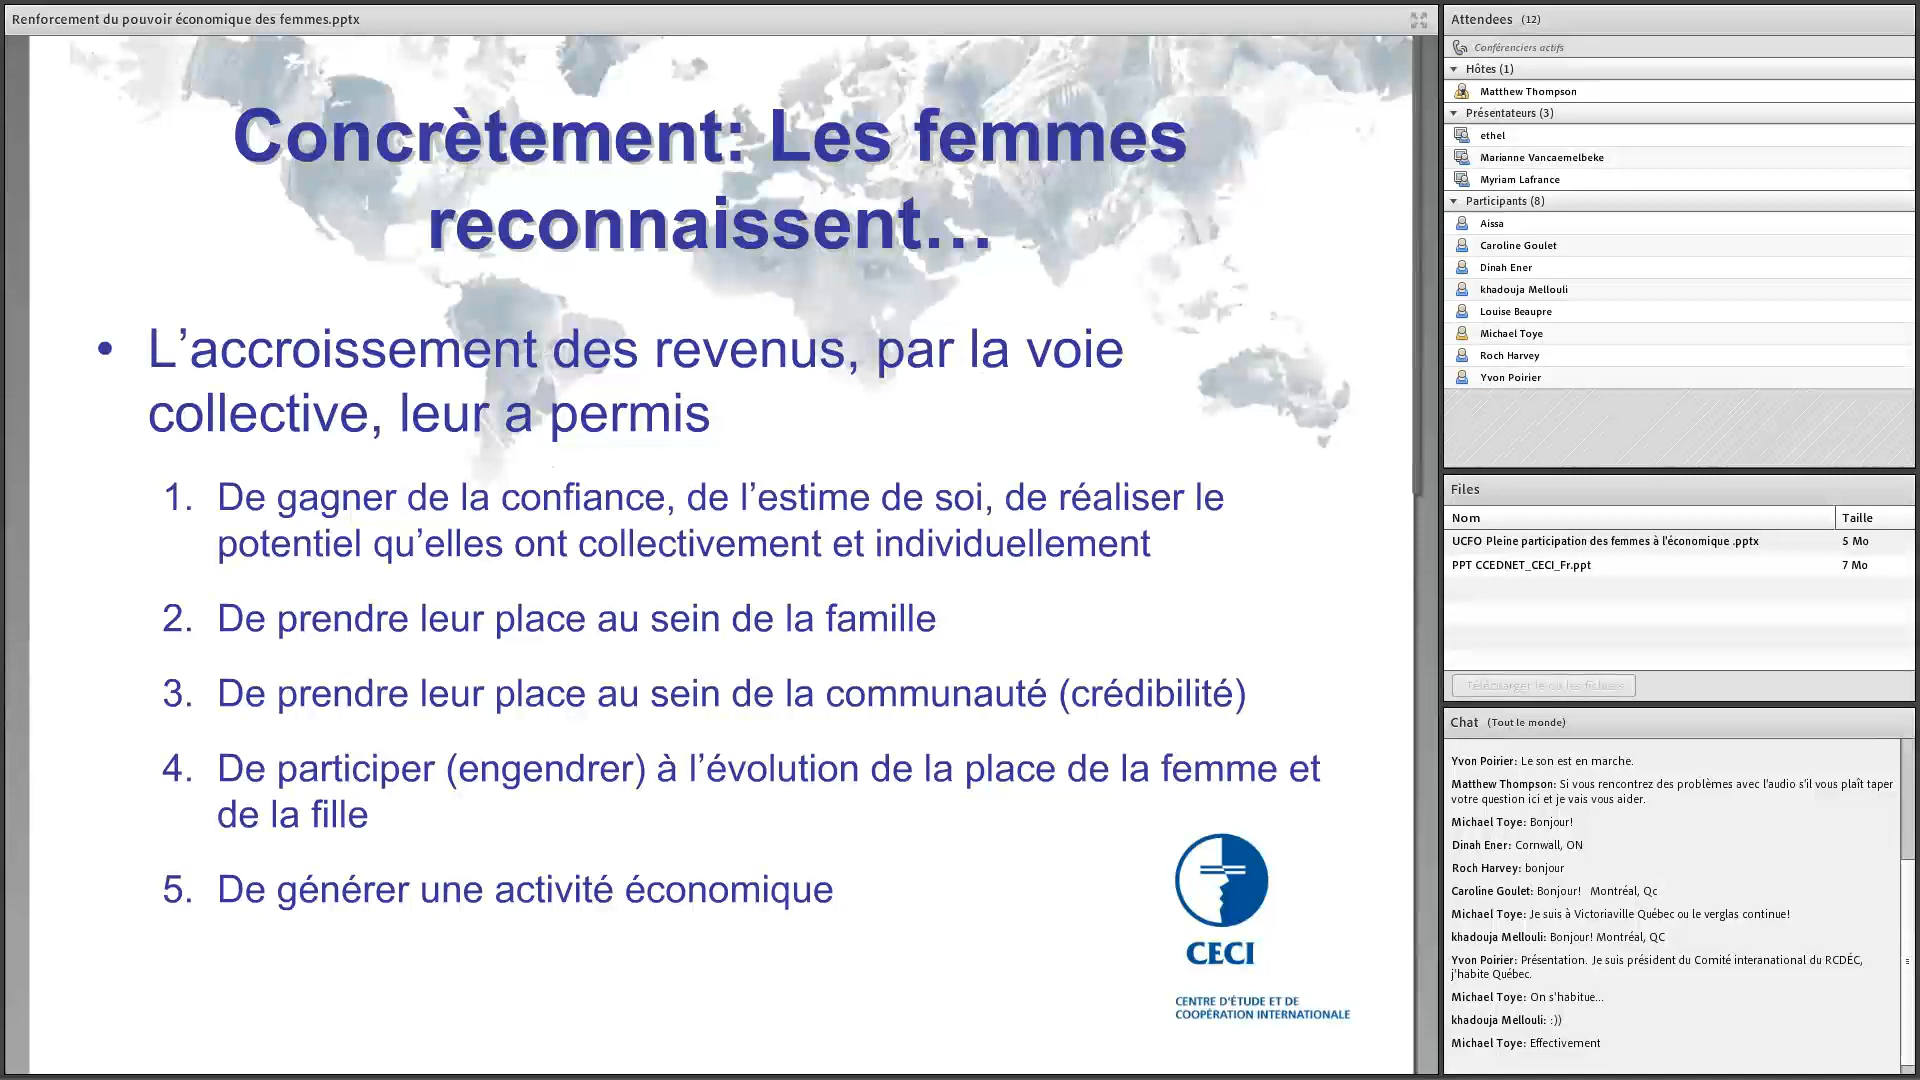 Renforcement du pouvoir économique des femmes.pptx
Concrètement: Les femmes
reconnaissent...
• L'accroissement des revenus, par la voie
collective, leur a permis
1. De gagner de la confiance, de l'estime de soi, de réaliser le
potentiel qu'elles ont collectivement et individuellement
2. De prendre leur place au sein de la famille
3. De prendre leur place au sein de la communauté (crédibilité)
4. De participer (engendrer) à l'évolution de la place de la femme et
de la fille
5. De générer une activité économique
CECI
CENTRE D'ÉTUDE ET DE
COOPÉRATION INTERNATIONALE
Attendees (12)
Conférenciers actifs
Hôtes (1)
Matthew Thompson
Présentateurs (3)
ethel
Marianne Vancaemelbeke
Myriam Lafrance
Participants (8)
Aissa
Caroline Goulet
Dinah Ener
khadouja Mellouli
Louise Beaupre
Michael Toye
Roch Harvey
Yvon Poirier
Files
Nom Taille
UCFO Pleine participation des femmes à l'économique .pptx 5 Mo
PPT CCEDNET_CECI_Fr.ppt 7 Mo
Télécharger le ou les fichiers
Chat (Tout le monde)
Yvon Poirier: Le son est en marche.
Matthew Thompson: Si vous rencontrez des problèmes avec l'audio s'il vous plaît taper
votre question ici et je vais vous aider.
Michael Toye: Bonjour!
Dinah Ener: Cornwall, ON
Roch Harvey: bonjour
Caroline Goulet: Bonjour! Montréal, Qc
Michael Toye: Je suis à Victoriaville Québec ou le verglas continue!
khadouja Mellouli: Bonjour! Montréal, QC
Yvon Poirier: Présentation. Je suis président du Comité interanational du RCDÉC,
j'habite Québec.
Michael Toye: On s'habitue...
khadouja Mellouli: :))
Michael Toye: Effectivement